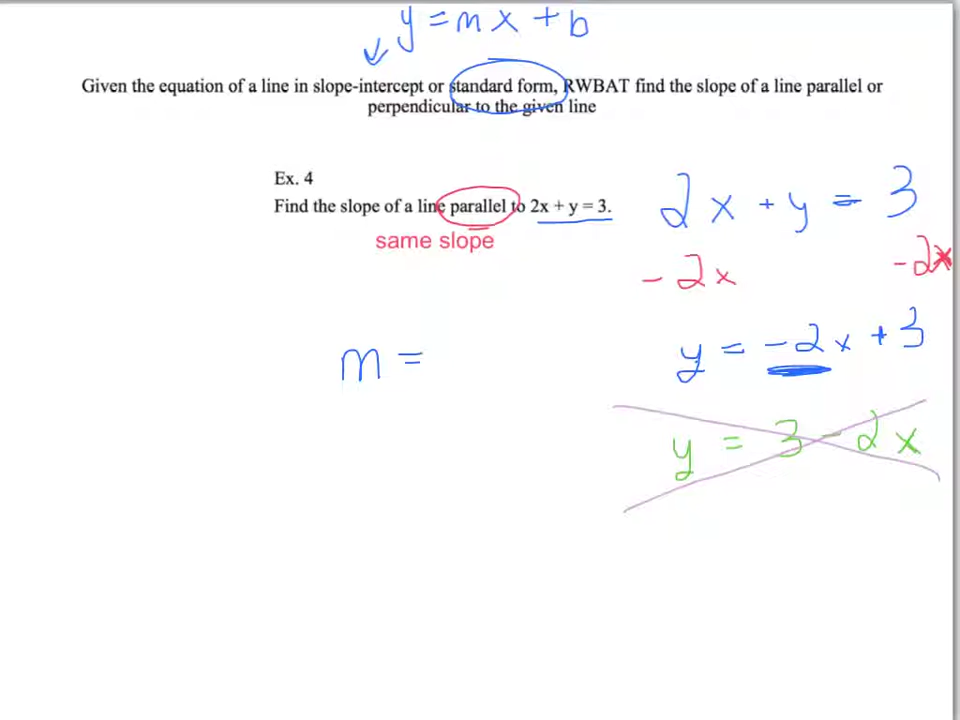 y = mx + b
Given the equation of a line in slope-intercept or standard form, RWBAT find the slope of a line parallel or
perpendicular to the given line
Ex. 4
Find the slope of a line parallel to 2x + y = 3.
same slope
2x + y = 3
- 2x - 2x
y = -2x + 3
m =
y = 3 - 2x